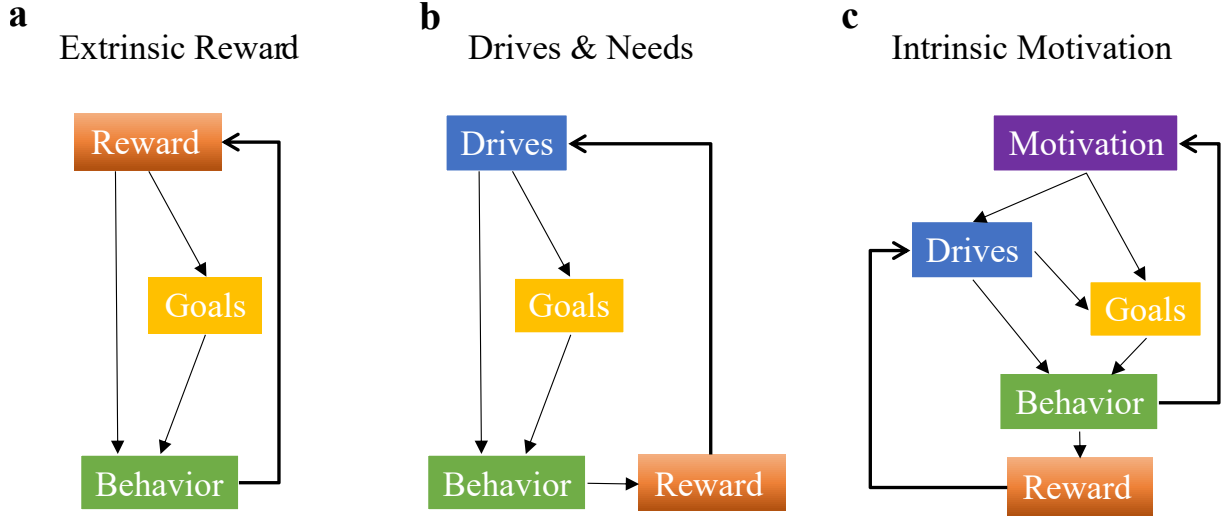 a
Extrinsic Reward
Reward
Goals
Behavior
b
Drives & Needs
Drives
Goals
Behavior
Reward
c
Intrinsic Motivation
Motivation
Drives
Goals
Behavior
Reward